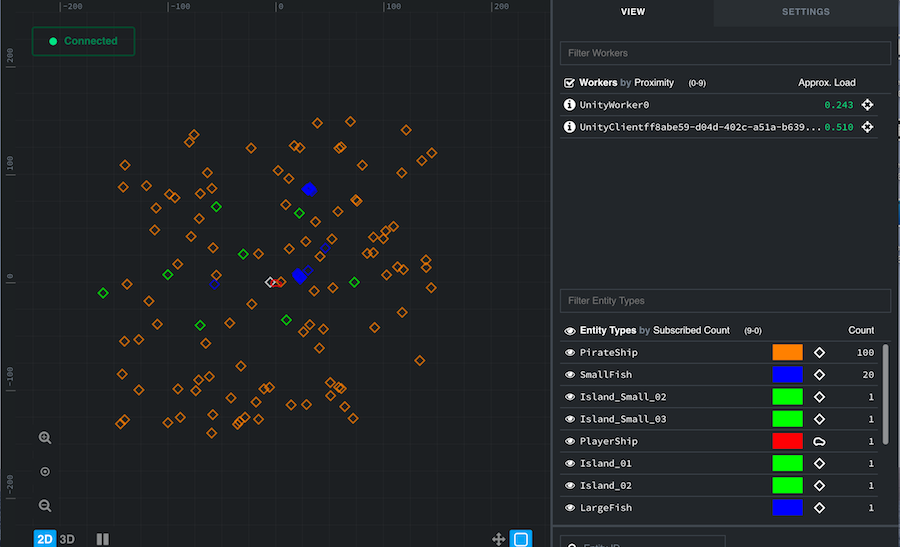 -200 -100 0 100 200
VIEW SETTINGS
Connected
200
100
0
-100
-200
2D 3D
Filter Workers
Workers by Proximity (0-9) Approx. Load
UnityWorker0 0.243
UnityClientff8abe59-d04d-402c-a51a-b639... 0.510
Filter Entity Types
Entity Types by Subscribed Count (9-0) Count
PirateShip 100
SmallFish 20
Island_Small_02 1
Island_Small_03 1
PlayerShip 1
Island_01 1
Island_02 1
LargeFish 1
Entity ID